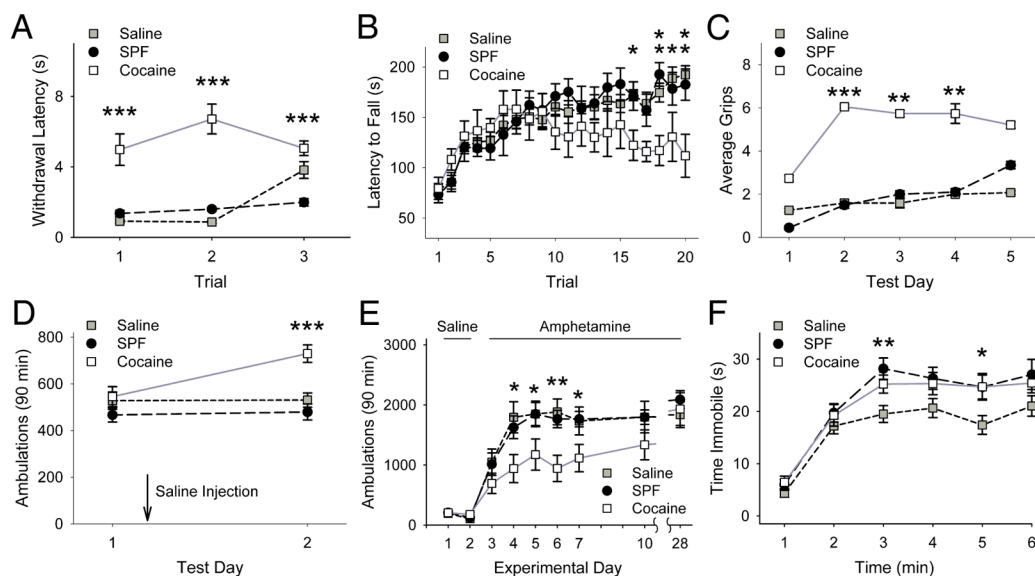 A
Saline
SPF
Cocaine
***
***
***
8
4
0
Withdrawal Latency (s)
1
2
3
Trial
B
Saline
SPF
Cocaine
*
*
*
* * * *
200
150
100
50
Latency to Fall (s)
1
5
10
15
20
Trial
C
Saline
SPF
Cocaine
***
**
**
8
6
4
2
0
Average Grips
1
2
3
4
5
Test Day
D
Saline
SPF
Cocaine
***
800
600
400
200
0
Ambulations (90 min)
Saline Injection
1
2
Test Day
E
Saline
Amphetamine
*
*
**
*
3000
2000
1000
0
Ambulations (90 min)
Saline
SPF
Cocaine
1
2
3
4
5
6
7
10
28
Experimental Day
F
Saline
SPF
Cocaine
**
*
30
20
10
0
Time Immobile (s)
1
2
3
4
5
6
Time (min)